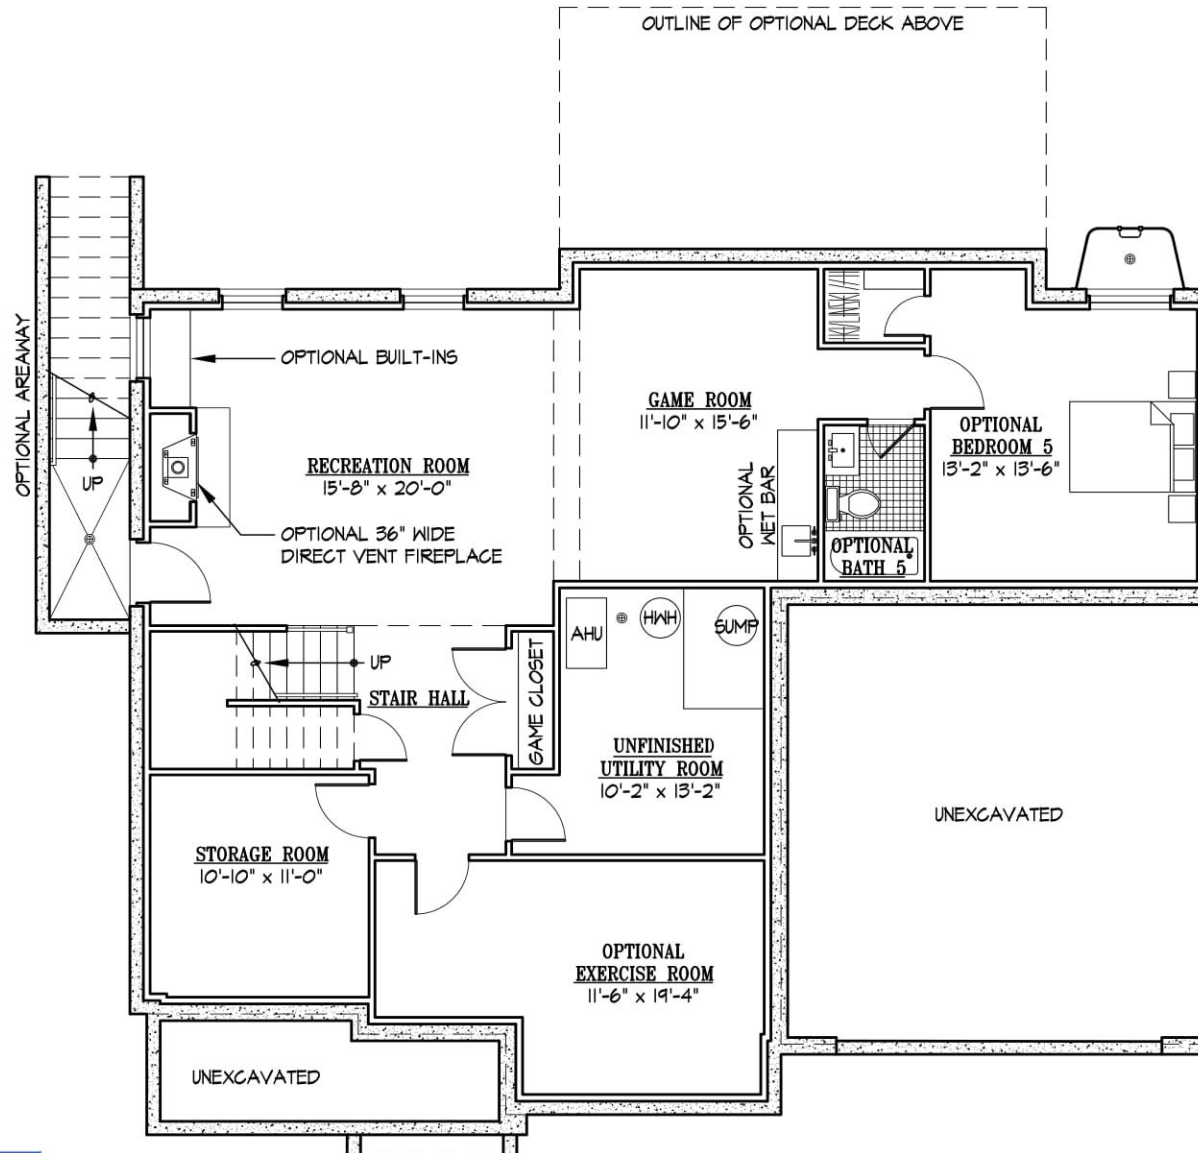 OUTLINE OF OPTIONAL DECK ABOVE
OPTIONAL AREAWAY
UP
OPTIONAL BUILT-INS
RECREATION ROOM
15'-8" x 20'-0"
OPTIONAL 36" WIDE
DIRECT VENT FIREPLACE
GAME ROOM
11'-10" x 15'-6"
OPTIONAL
WET BAR
OPTIONAL
BATH 5
OPTIONAL
BEDROOM 5
13'-2" x 13'-6"
UP
STAIR HALL
GAME CLOSET
AHU
HWH
SUMP
UNFINISHED
UTILITY ROOM
10'-2" x 13'-2"
UNEXCAVATED
STORAGE ROOM
10'-10" x 11'-0"
OPTIONAL
EXERCISE ROOM
11'-6" x 19'-4"
UNEXCAVATED